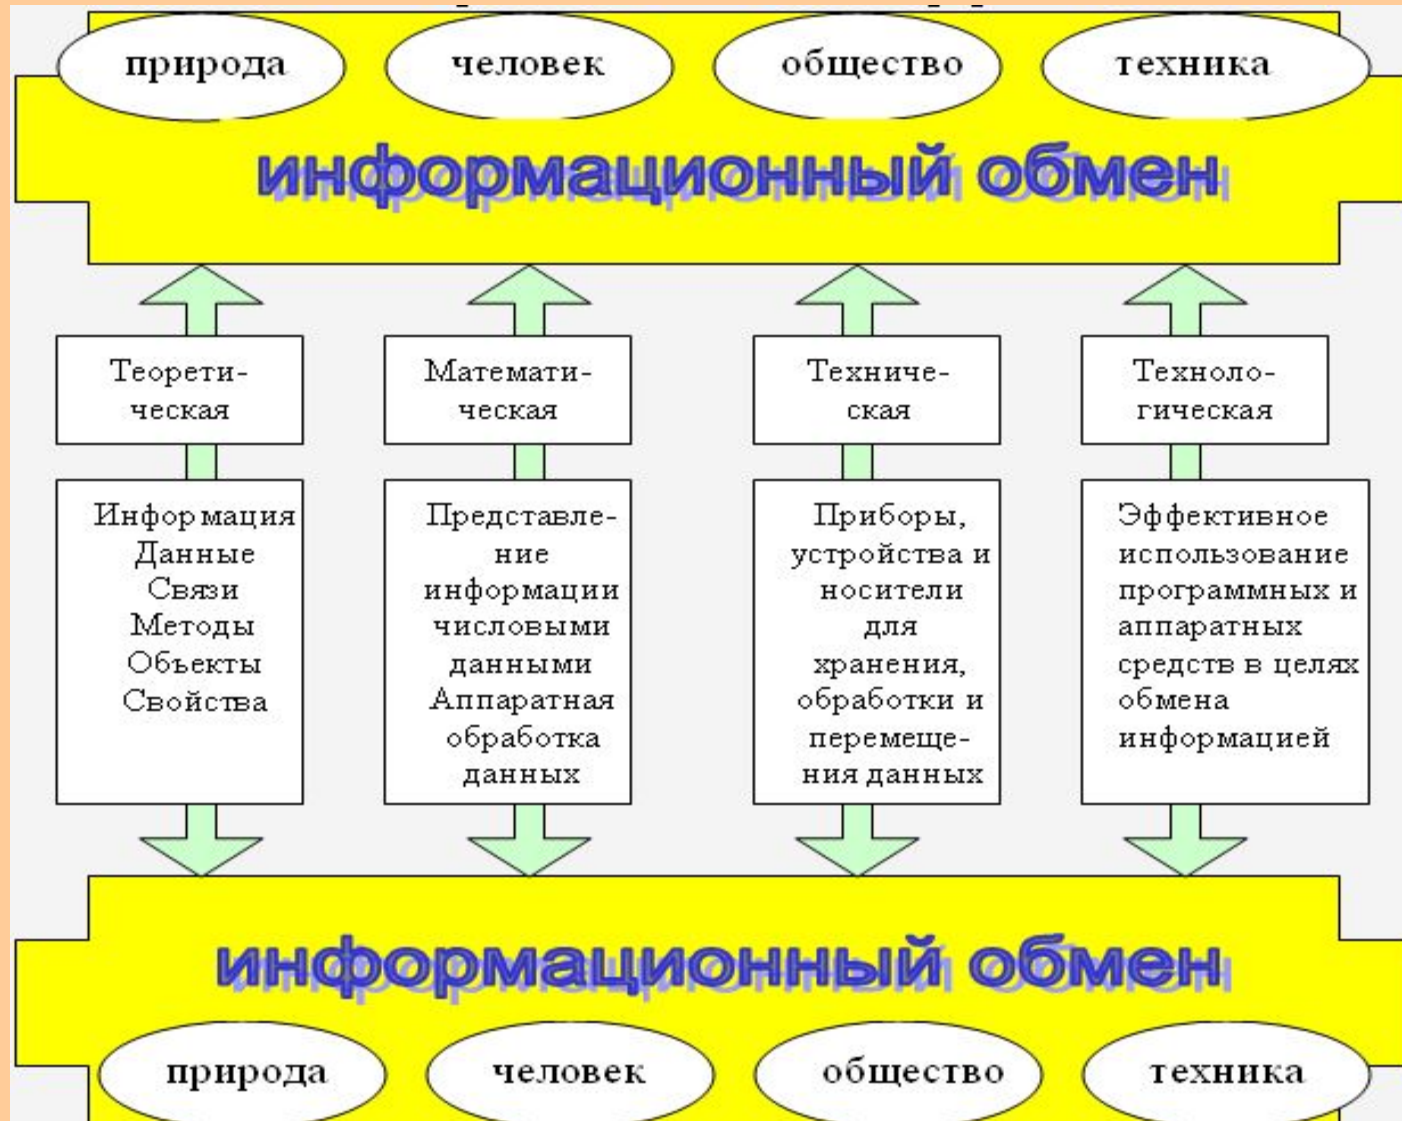 природа человек общество техника
информационный обмен
Теорети-
ческая
Математи-
ческая
Техниче-
ская
Техноло-
гическая
Информация
Данные
Связи
Методы
Объекты
Свойства
Представле-
ние
информации
числовыми
данными
Аппаратная
обработка
данных
Приборы,
устройства и
носители
для
хранения,
обработки и
перемеще-
ния данных
Эффективное
использование
программных и
аппаратных
средств в целях
обмена
информацией
информационный обмен
природа человек общество техника